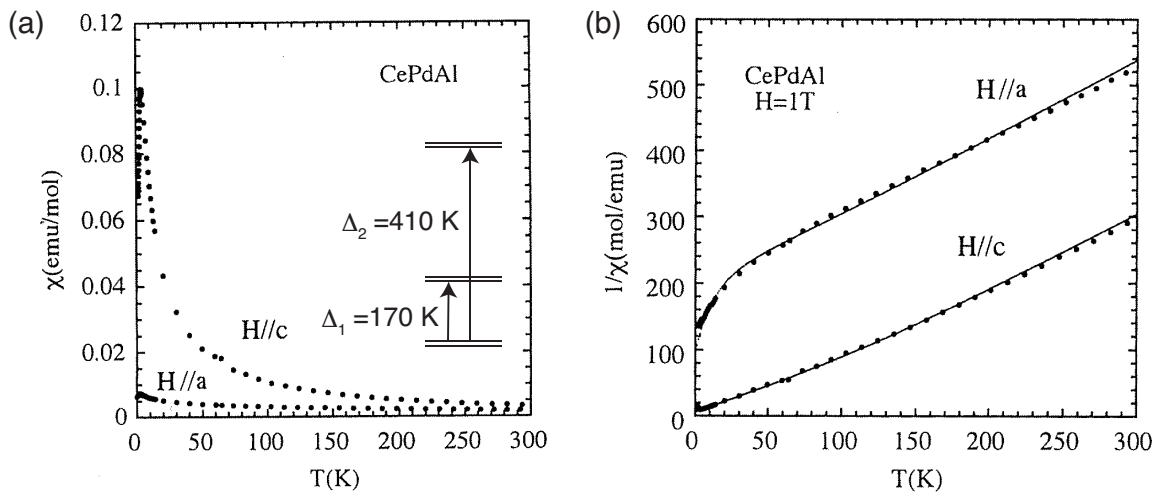 (a)
0.12
0.1
0.08
0.06
0.04
0.02
0
χ(emu/mol)
CePdAl
Δ₂ =410 K
Δ₁ =170 K
H//c
H//a
0 50 100 150 200 250 300
T(K)
(b)
600
500
400
300
200
100
0
1/χ(mol/emu)
CePdAl
H=1T
H//a
H//c
0 50 100 150 200 250 300
T(K)